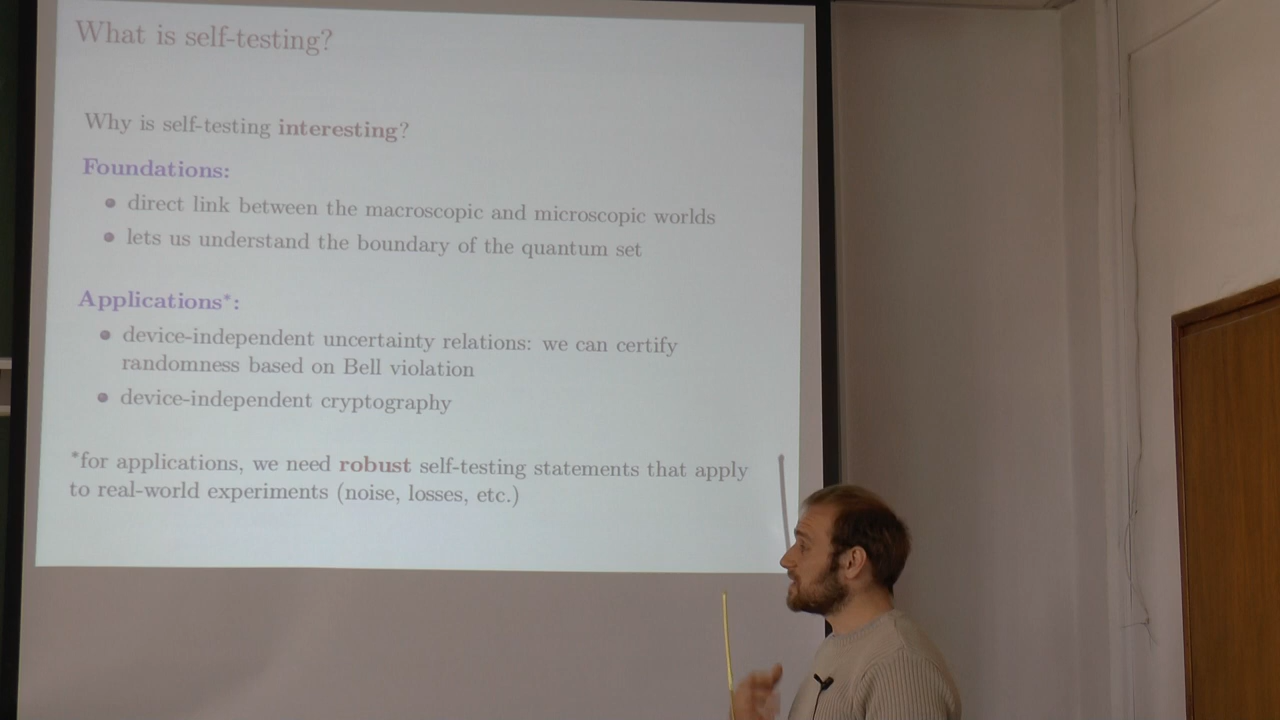 What is self-testing?
Why is self-testing interesting?
Foundations:
• direct link between the macroscopic and microscopic worlds
• lets us understand the boundary of the quantum set
Applications*:
• device-independent uncertainty relations: we can certify
randomness based on Bell violation
• device-independent cryptography
*for applications, we need robust self-testing statements that apply
to real-world experiments (noise, losses, etc.)